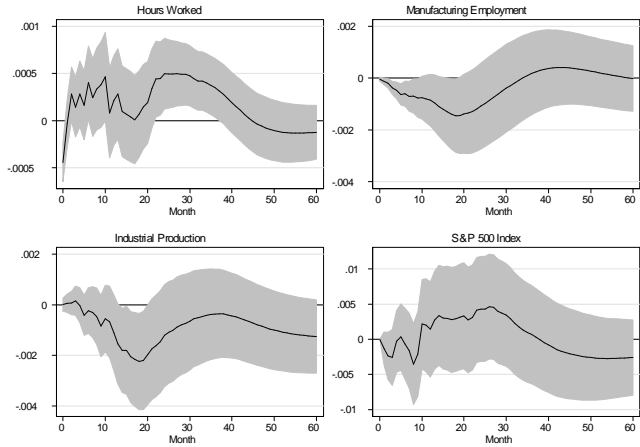 Hours Worked
.001
.0005
0
-.0005
0 10 20 30 40 50 60
Month
Manufacturing Employment
.002
0
-.002
-.004
0 10 20 30 40 50 60
Month
Industrial Production
.002
0
-.002
-.004
0 10 20 30 40 50 60
Month
S&P 500 Index
.01
.005
0
-.005
-.01
0 10 20 30 40 50 60
Month